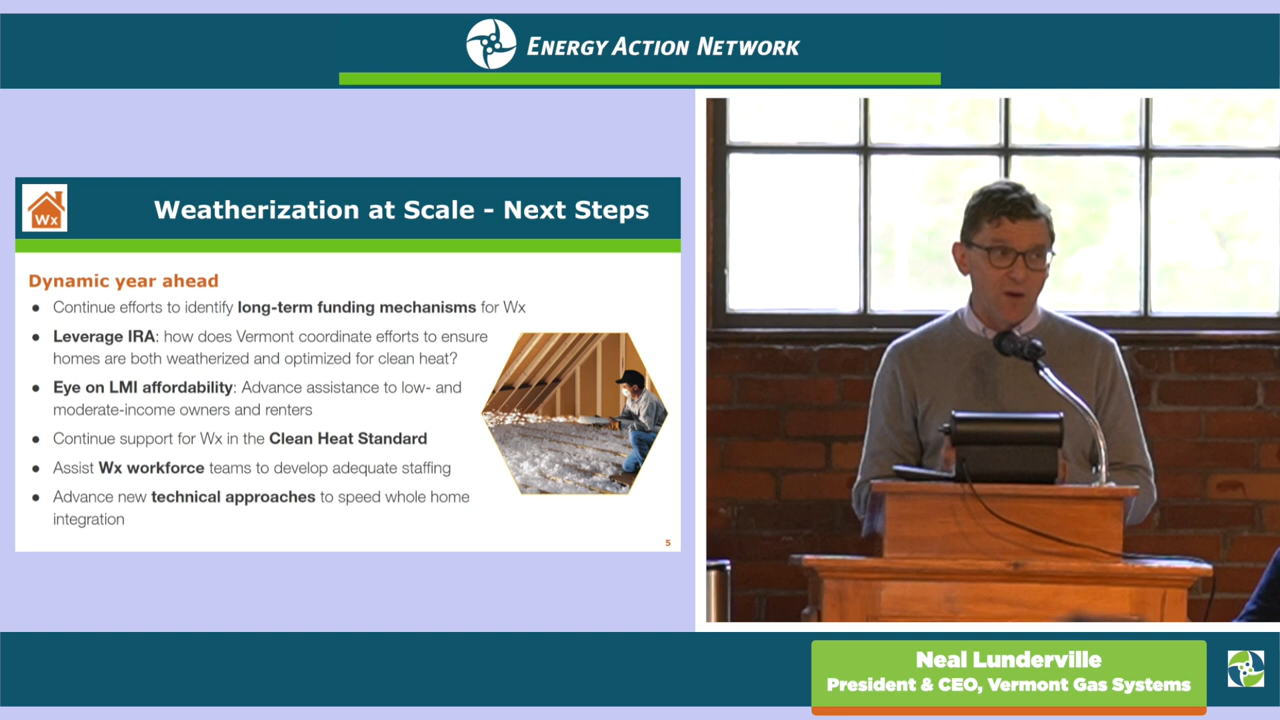 ENERGY ACTION NETWORK
Wx
Weatherization at Scale - Next Steps
Dynamic year ahead
● Continue efforts to identify long-term funding mechanisms for Wx
● Leverage IRA: how does Vermont coordinate efforts to ensure
homes are both weatherized and optimized for clean heat?
● Eye on LMI affordability: Advance assistance to low- and
moderate-income owners and renters
● Continue support for Wx in the Clean Heat Standard
● Assist Wx workforce teams to develop adequate staffing
● Advance new technical approaches to speed whole home
integration
5
Neal Lunderville
President & CEO, Vermont Gas Systems